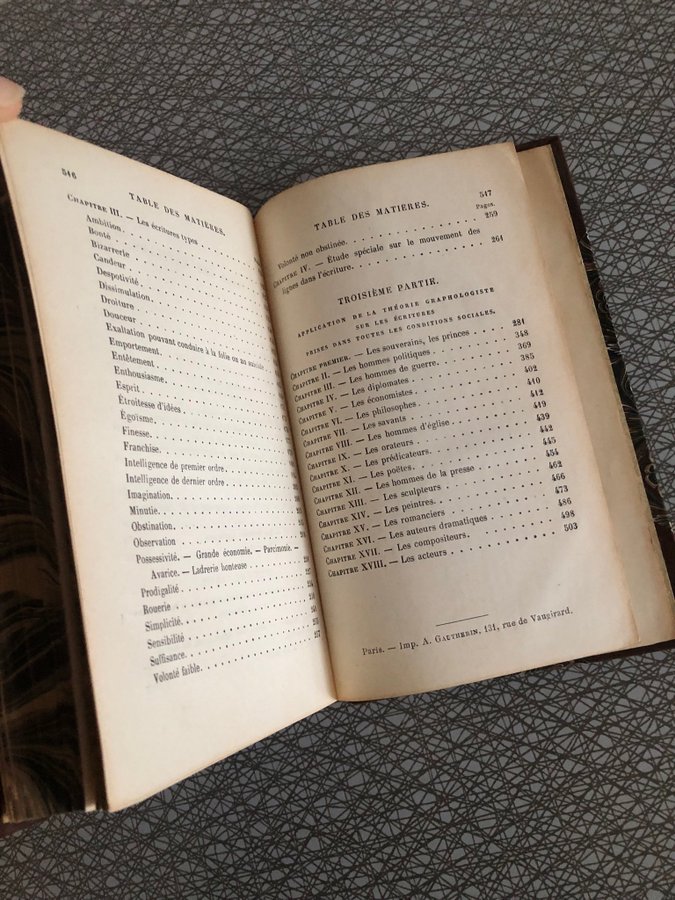 546
TABLE DES MATIÈRES.
CHAPITRE III. — Les écritures types
Ambition.
Bonté
Bizarrerie
Candeur
Despotivité.
Dissimulation.
Droiture
Douceur
Exaltation pouvant conduire à la folie ou au suicide
Emportement.
Entêtement
Enthousiasme.
Esprit
Étroitesse d'idées.
Égoïsme.
Finesse.
Franchise.
Intelligence de premier ordre.
Intelligence de dernier ordre.
Imagination.
Minutie.
Obstination.
Observation
Possessivité. — Grande économie. — Parcimonie. —
Avarice. — Ladrerie honteuse
Prodigalité
Rouerie
Simplicité.
Sensibilité
Suffisance.
Volonté faible.
547
TABLE DES MATIÈRES.
Pages.
Volonté non obstinée. 259
CHAPITRE IV. — Étude spéciale sur le mouvement des
lignes dans l'écriture. 264
TROISIÈME PARTIE.
APPLICATION DE LA THÉORIE GRAPHOLOGISTE
SUR LES ÉCRITURES
PRISES DANS TOUTES LES CONDITIONS SOCIALES.
CHAPITRE PREMIER. — Les souverains, les princes 281
CHAPITRE II. — Les hommes politiques 348
CHAPITRE III. — Les hommes de guerre. 369
CHAPITRE IV. — Les diplomates 385
CHAPITRE V. — Les économistes 402
CHAPITRE VI. — Les philosophes 410
CHAPITRE VII. — Les savants 412
CHAPITRE VIII. — Les hommes d'église 419
CHAPITRE IX. — Les orateurs 439
CHAPITRE X. — Les prédicateurs. 442
CHAPITRE XI. — Les poëtes. 445
CHAPITRE XII. — Les hommes de la presse 454
CHAPITRE XIII. — Les sculpteurs 462
CHAPITRE XIV. — Les peintres. 466
CHAPITRE XV. — Les romanciers 473
CHAPITRE XVI. — Les auteurs dramatiques 486
CHAPITRE XVII. — Les compositeurs. 498
CHAPITRE XVIII. — Les acteurs 503
Paris. — Imp. A. GAUTHERIN, 131, rue de Vaugirard.